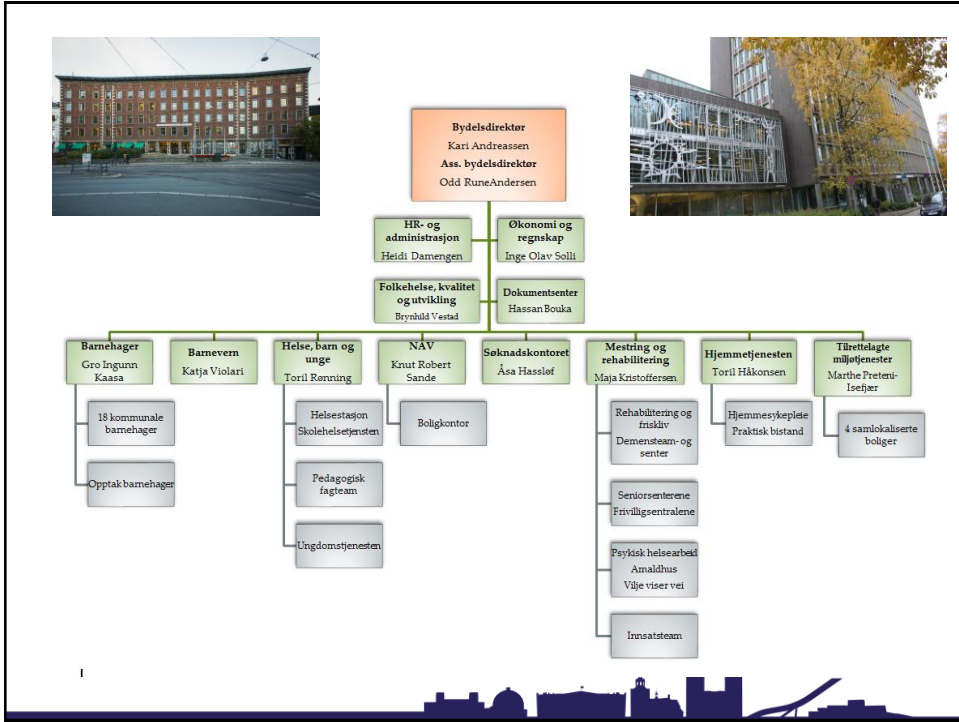 Bydelsdirektør
Kari Andreassen
Ass. bydelsdirektør
Odd RuneAndersen
HR- og
administrasjon
Heidi Damengen
Økonomi og
regnskap
Inge Olav Solli
Folkehelse, kvalitet
og utvikling
Brynhild Vestad
Dokumentsenter
Hassan Bouka
Barnehager
Gro Ingunn
Kaasa
Barnevern
Katja Violari
Helse, barn og
unge
Toril Rønning
NAV
Knut Robert
Sande
Søknadskontoret
Åsa Hassløf
Mestring og
rehabilitering
Maja Kristoffersen
Hjemmetjenesten
Toril Håkonsen
Tilrettelagte
miljøtjenester
Marthe Preteni-
Isefjær
18 kommunale
barnehager
Opptak barnehager
Helsestasjon
Skolehelsetjensten
Pedagogisk
fagteam
Ungdomstjenesten
Boligkontor
Rehabilitering og
friskliv
Demensteam- og
senter
Seniorsenterene
Frivilligsentralene
Psykisk helsearbeid
Amaldhus
Vilje viser vei
Innsatsteam
Hjemmesykepleie
Praktisk bistand
4 samlokaliserte
boliger
I